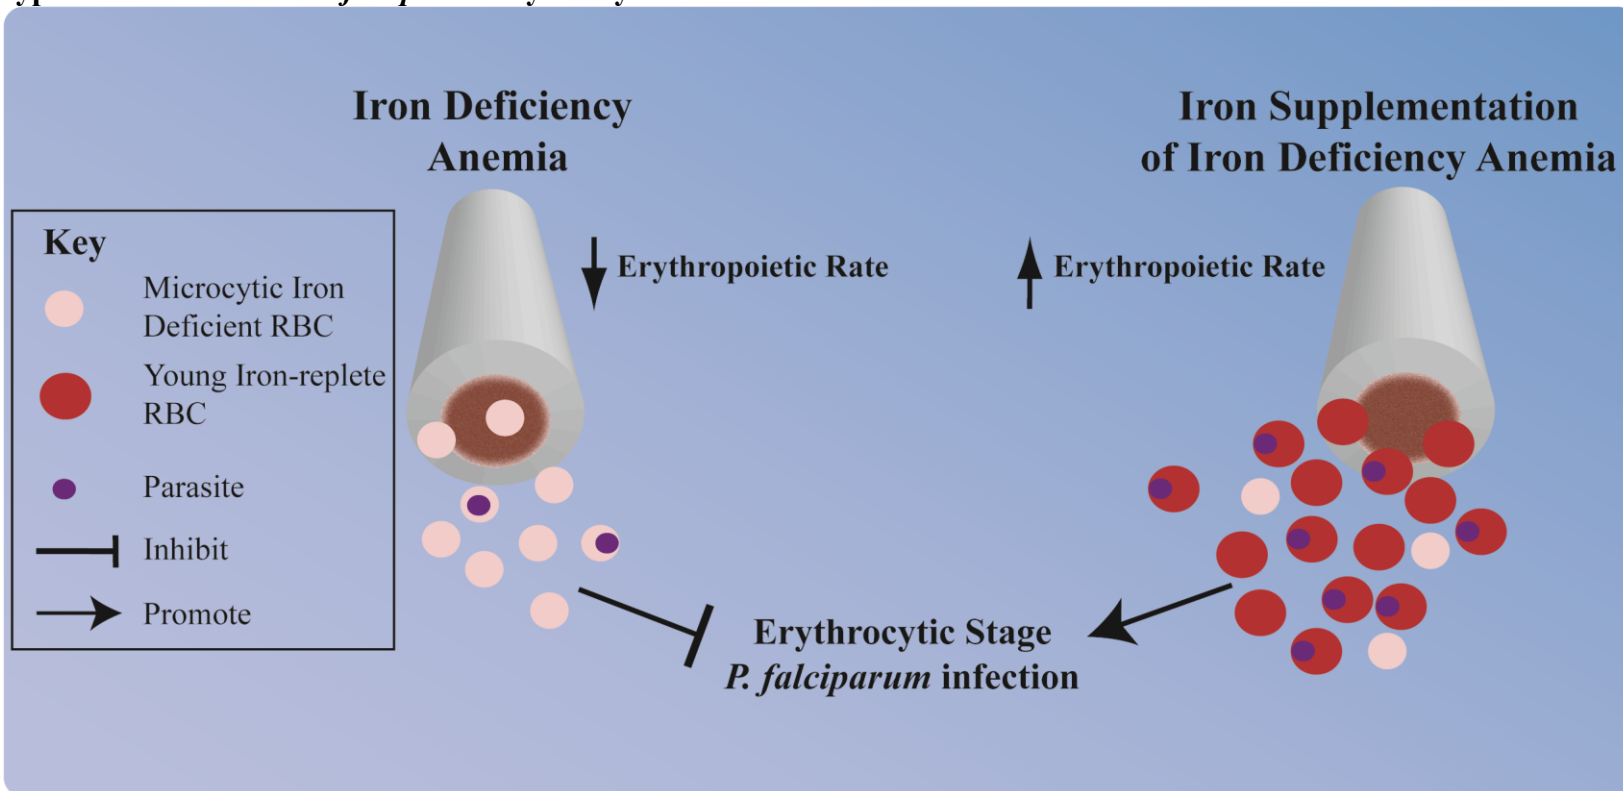 Iron Deficiency
Anemia
Iron Supplementation
of Iron Deficiency Anemia
Key
Microcytic Iron
Deficient RBC
Young Iron-replete
RBC
Parasite
Inhibit
Promote
Erythropoietic Rate
Erythropoietic Rate
Erythrocytic Stage
P. falciparum infection